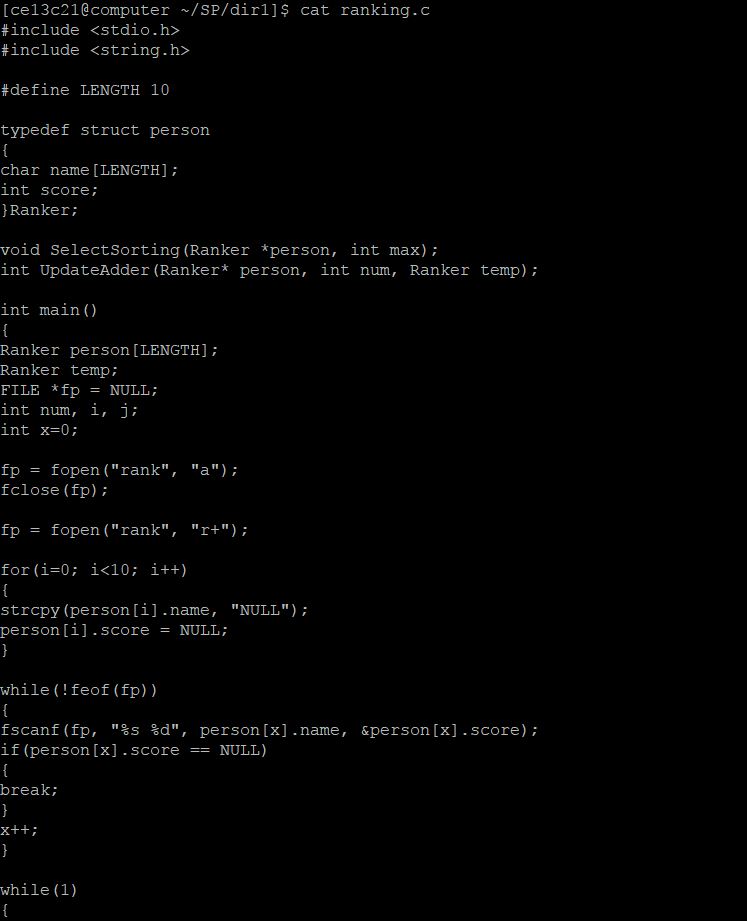 [ce13c21@computer ~/SP/dir1]$ cat ranking.c
#include <stdio.h>
#include <string.h>

#define LENGTH 10

typedef struct person
{
char name[LENGTH];
int score;
}Ranker;

void SelectSorting(Ranker *person, int max);
int UpdateAdder(Ranker* person, int num, Ranker temp);

int main()
{
Ranker person[LENGTH];
Ranker temp;
FILE *fp = NULL;
int num, i, j;
int x=0;

fp = fopen("rank", "a");
fclose(fp);

fp = fopen("rank", "r+");

for(i=0; i<10; i++)
{
strcpy(person[i].name, "NULL");
person[i].score = NULL;
}

while(!feof(fp))
{
fscanf(fp, "%s %d", person[x].name, &person[x].score);
if(person[x].score == NULL)
{
break;
}
x++;
}

while(1)
{